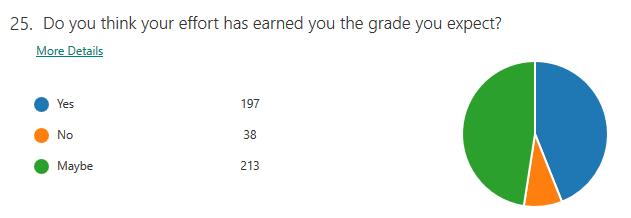 25. Do you think your effort has earned you the grade you expect?
More Details
Yes 197
No 38
Maybe 213